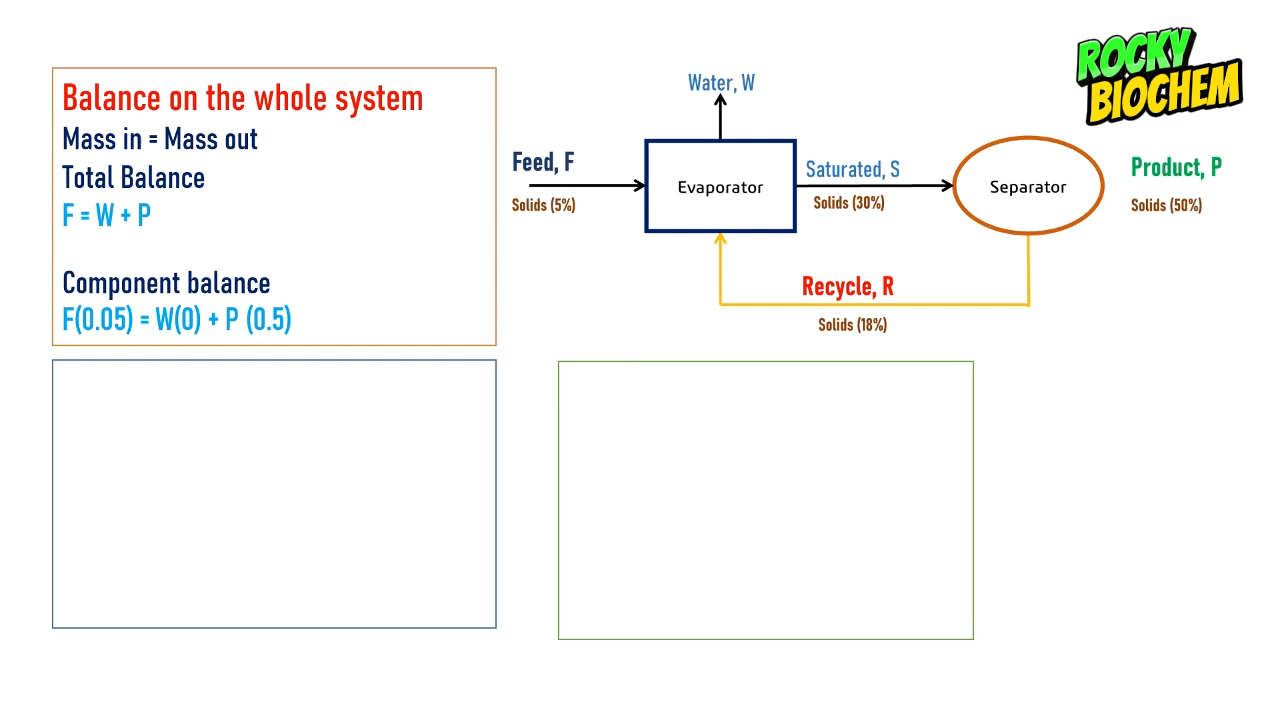 Balance on the whole system
Mass in = Mass out
Total Balance
F = W + P
Component balance
F(0.05) = W(0) + P (0.5)
Water, W
Feed, F
Solids (5%)
Evaporator
Saturated, S
Solids (30%)
Separator
Product, P
Solids (50%)
Recycle, R
Solids (18%)
ROCKY
BIOCHEM